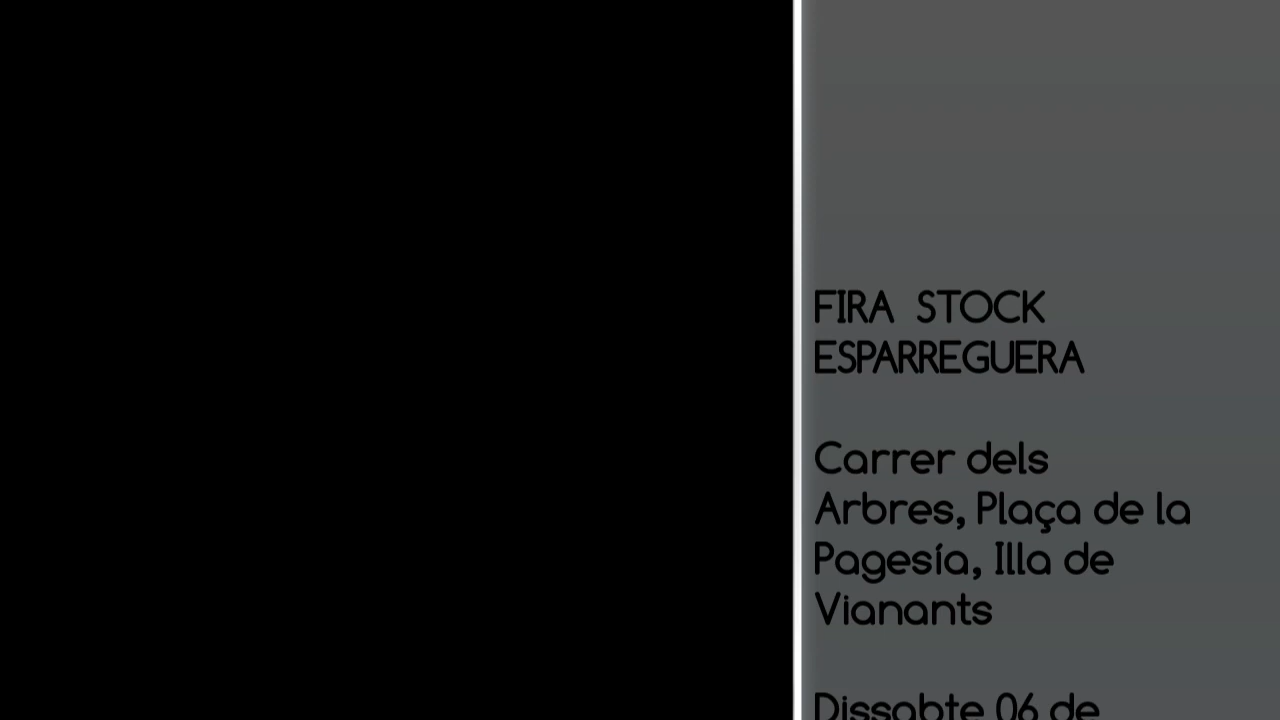 FIRA STOCK
ESPARREGUERA
Carrer dels
Arbres, Plaça de la
Pagesía, Illa de
Vianants
Dissabte 06 de